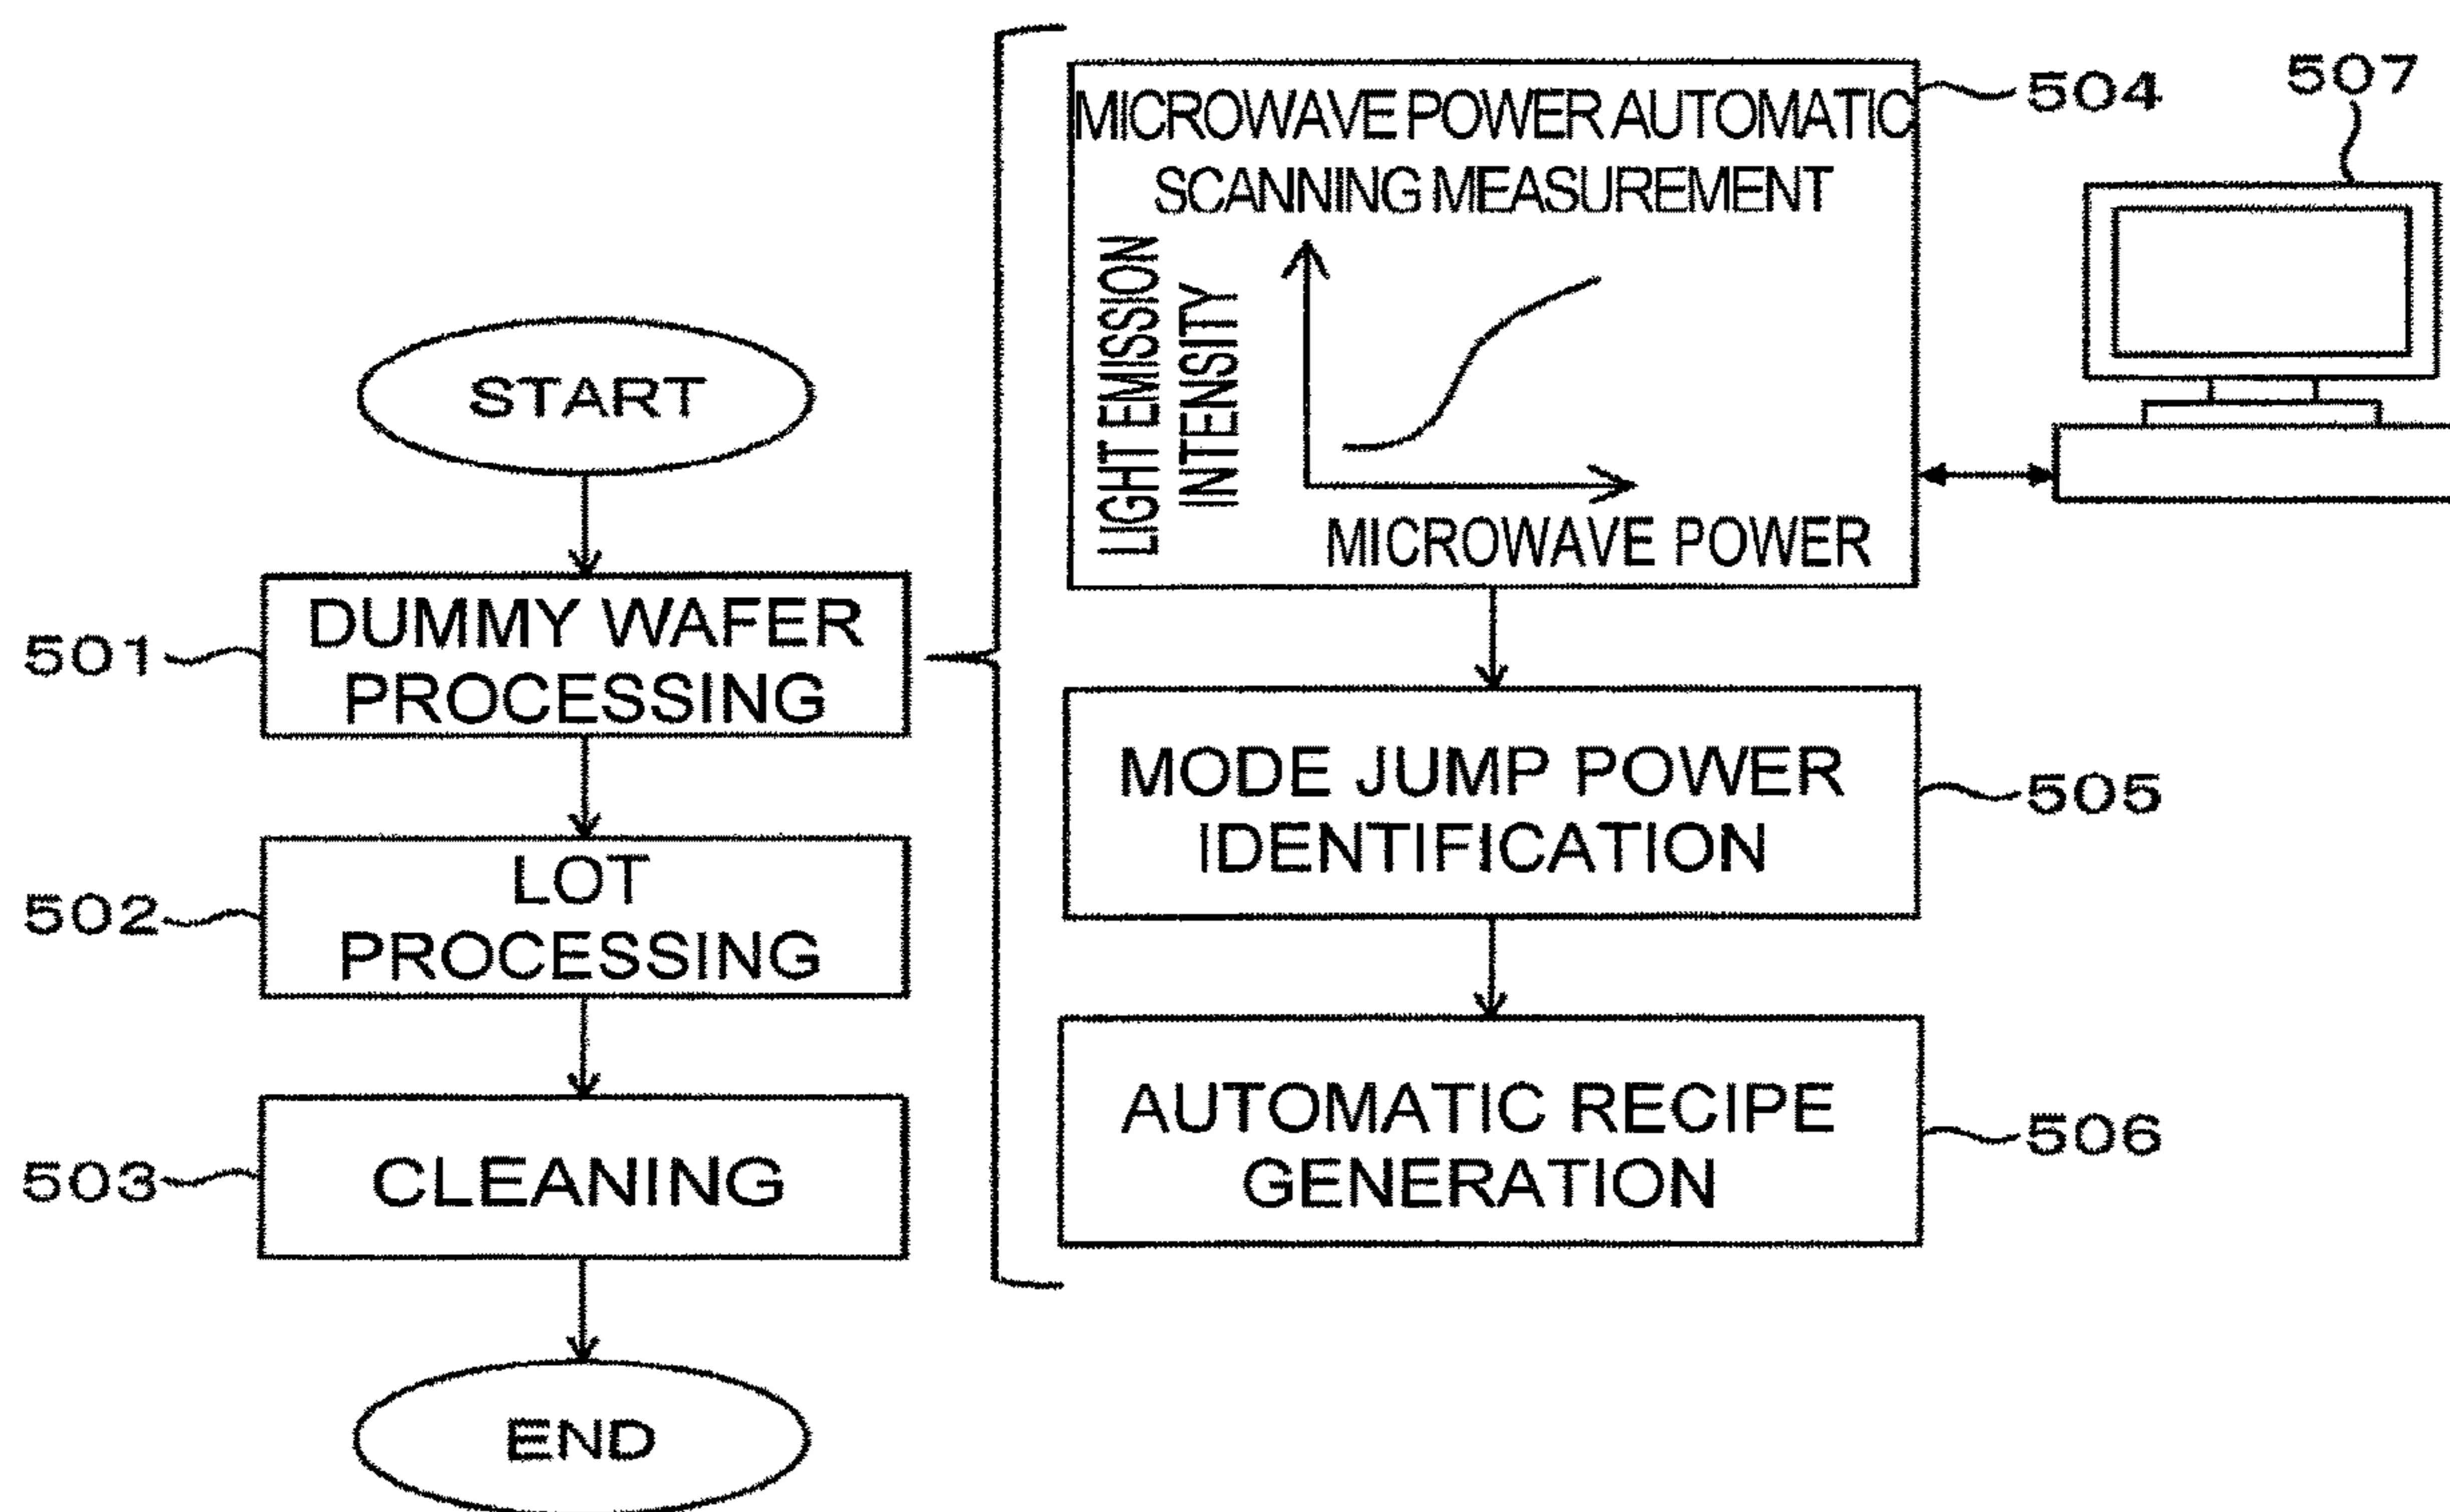 START
501
DUMMY WAFER
PROCESSING
502
LOT
PROCESSING
503
CLEANING
END
MICROWAVE POWER AUTOMATIC
SCANNING MEASUREMENT
LIGHT EMISSION
INTENSITY
MICROWAVE POWER
504
507
MODE JUMP POWER
IDENTIFICATION
505
AUTOMATIC RECIPE
GENERATION
506